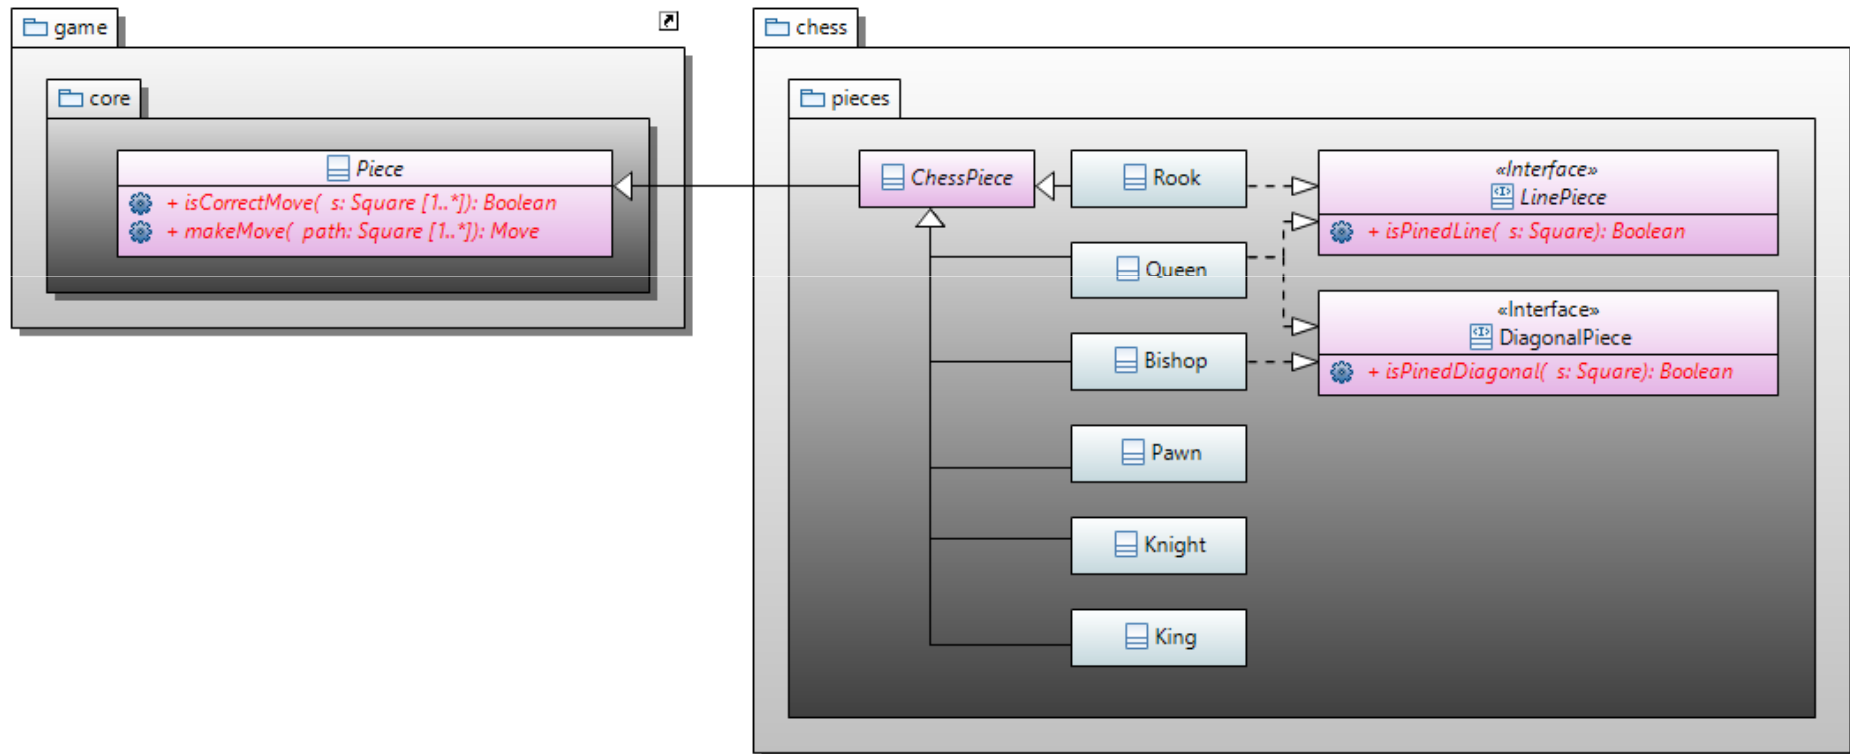 game
core
Piece
+ isCorrectMove( s: Square [1..*]): Boolean
+ makeMove( path: Square [1..*]): Move
chess
pieces
ChessPiece
Rook
Queen
Bishop
Pawn
Knight
King
«Interface»
LinePiece
+ isPinedLine( s: Square): Boolean
«Interface»
DiagonalPiece
+ isPinedDiagonal( s: Square): Boolean